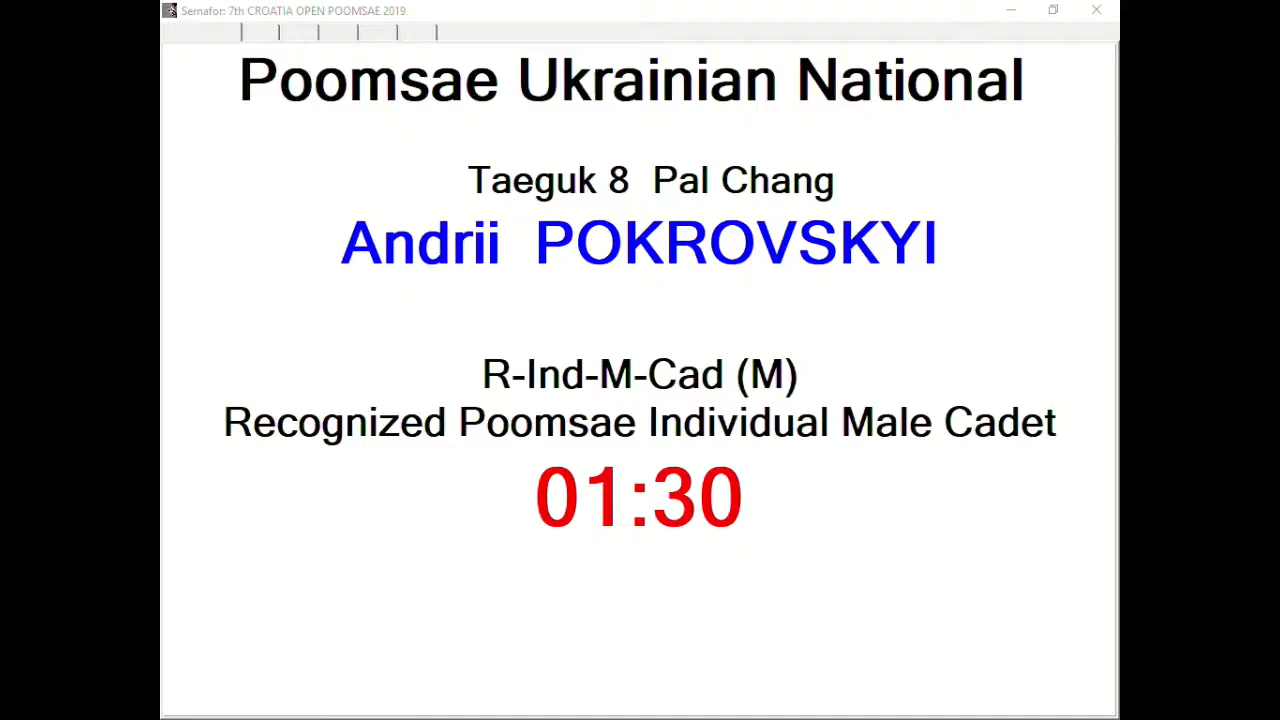 Semafor: 7th CROATIA OPEN POOMSAE 2019
Poomsae Ukrainian National
Taeguk 8 Pal Chang
Andrii POKROVSKYI
R-Ind-M-Cad (M)
Recognized Poomsae Individual Male Cadet
01:30